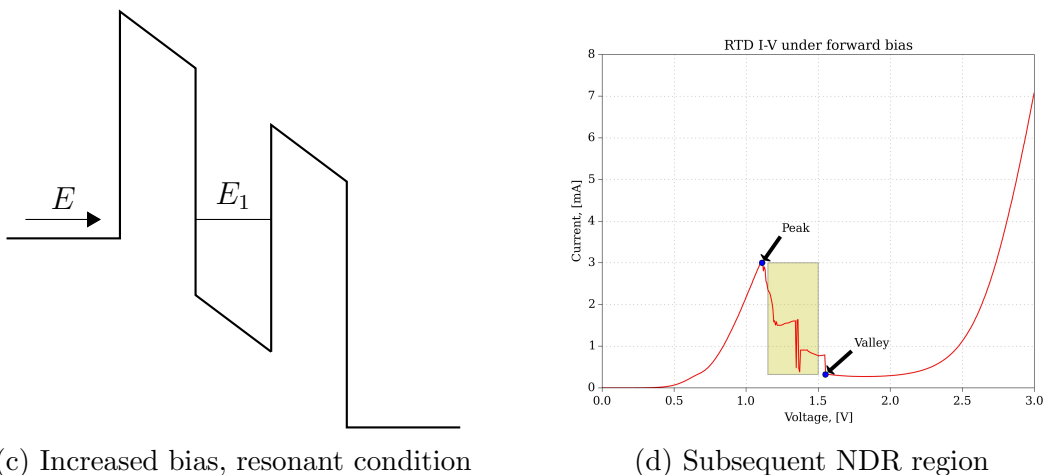 E
E₁
(c) Increased bias, resonant condition
RTD I-V under forward bias
8
7
6
5
4
3
2
1
0
Current, [mA]
Peak
Valley
0.0 0.5 1.0 1.5 2.0 2.5 3.0
Voltage, [V]
(d) Subsequent NDR region